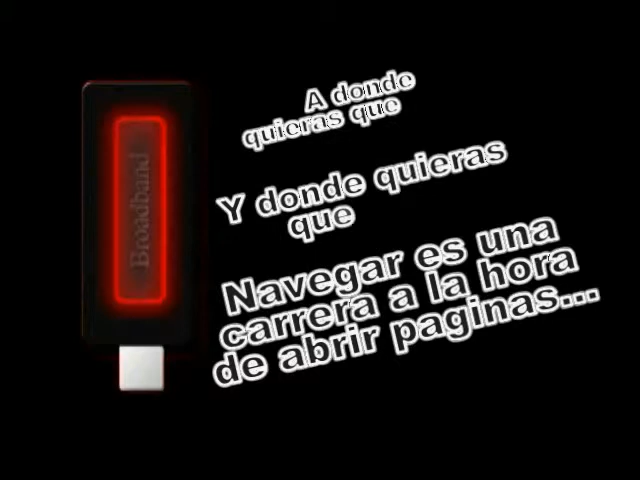 Broadband
A donde
quieras que
Y donde quieras
que
Navegar es una
carrera a la hora
de abrir paginas...